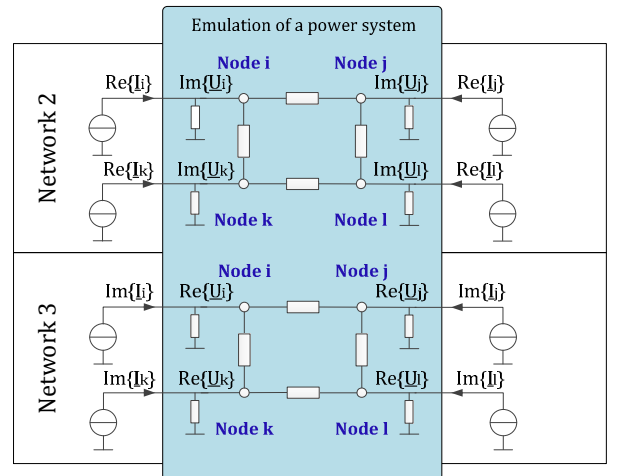 Emulation of a power system
Network 2
Node i Node j
Re{Ii} Im{Ui} Im{Uj} Re{Ij}
Re{Ik} Im{Uk} Im{Ul} Re{Il}
Node k Node l
Network 3
Node i Node j
Im{Ii} Re{Ui} Re{Uj} Im{Ij}
Im{Ik} Re{Uk} Re{Ul} Im{Il}
Node k Node l